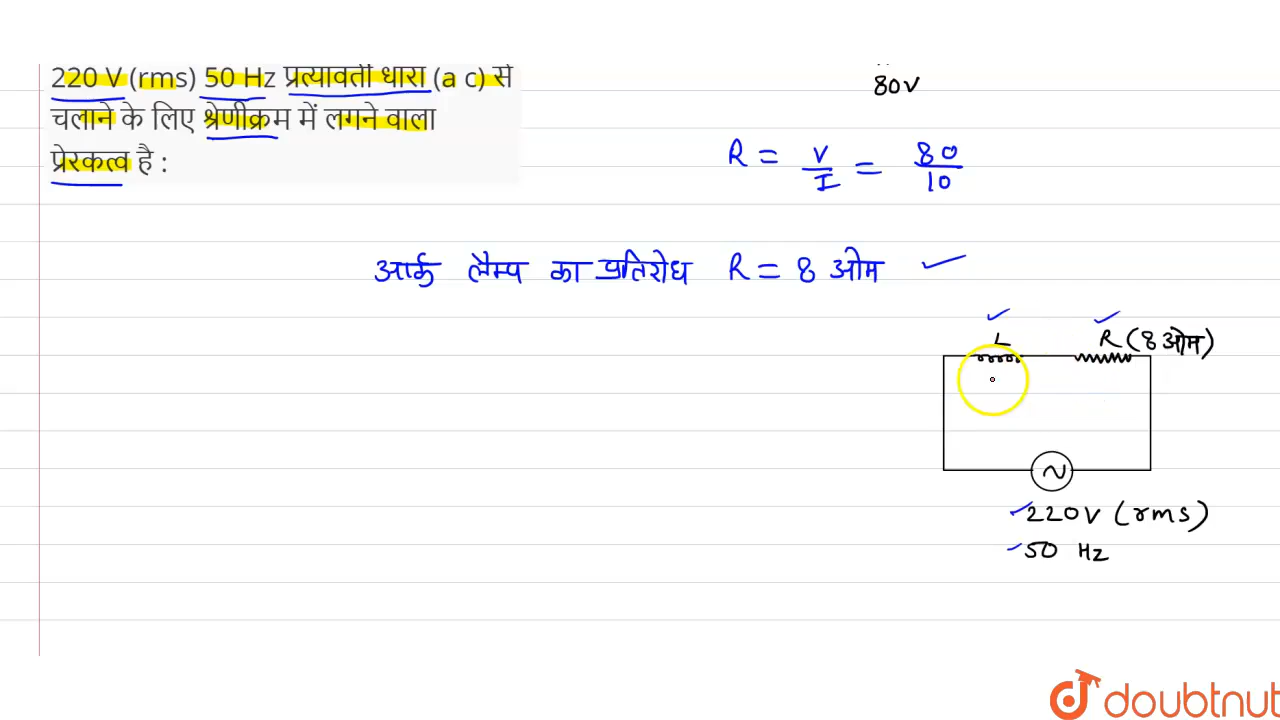 220 V (rms) 50 Hz प्रत्यावर्ती धारा (a c) से
चलाने के लिए श्रेणीक्रम में लगने वाला
प्रेरकत्व है :
80V
R = V/I = 80/10
आर्क लैम्प का प्रतिरोध R = 8 ओम
L R (8 ओम)
220V (rms)
50 Hz
doubtnut